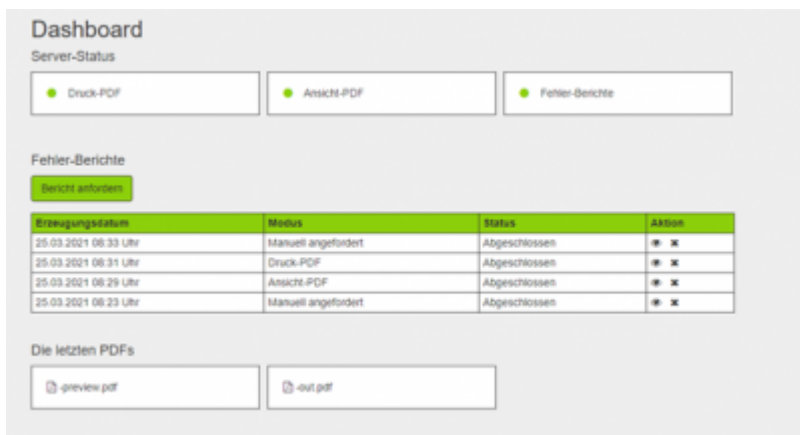 Dashboard
Server-Status
Druck-PDF Ansicht-PDF Fehler-Berichte
Fehler-Berichte
Bericht anfordern
Erzeugungsdatum Modus Status Aktion
25.03.2021 08:33 Uhr Manuell angefordert Abgeschlossen
25.03.2021 08:31 Uhr Druck-PDF Abgeschlossen
25.03.2021 08:29 Uhr Ansicht-PDF Abgeschlossen
25.03.2021 08:23 Uhr Manuell angefordert Abgeschlossen
Die letzten PDFs
-preview.pdf -out.pdf